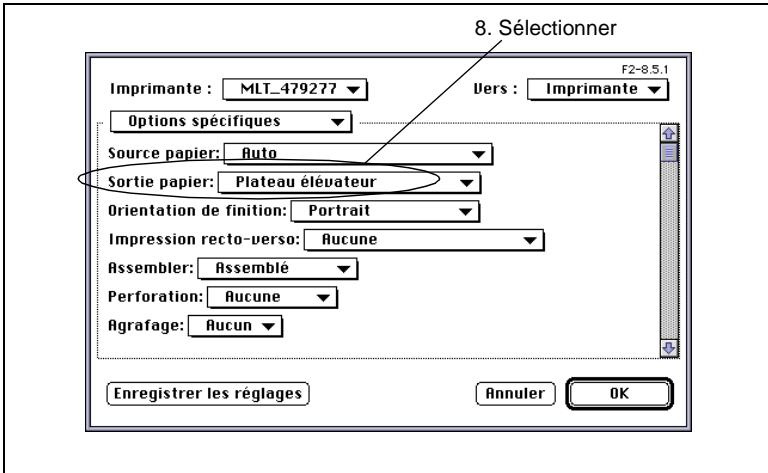 8. Sélectionner
F2-8.5.1
Imprimante : MLT_479277 Vers : Imprimante
Options spécifiques
Source papier: Auto
Sortie papier: Plateau élévateur
Orientation de finition: Portrait
Impression recto-verso: Aucune
Assembler: Assemblé
Perforation: Aucune
Agrafage: Aucun
Enregistrer les réglages Annuler OK